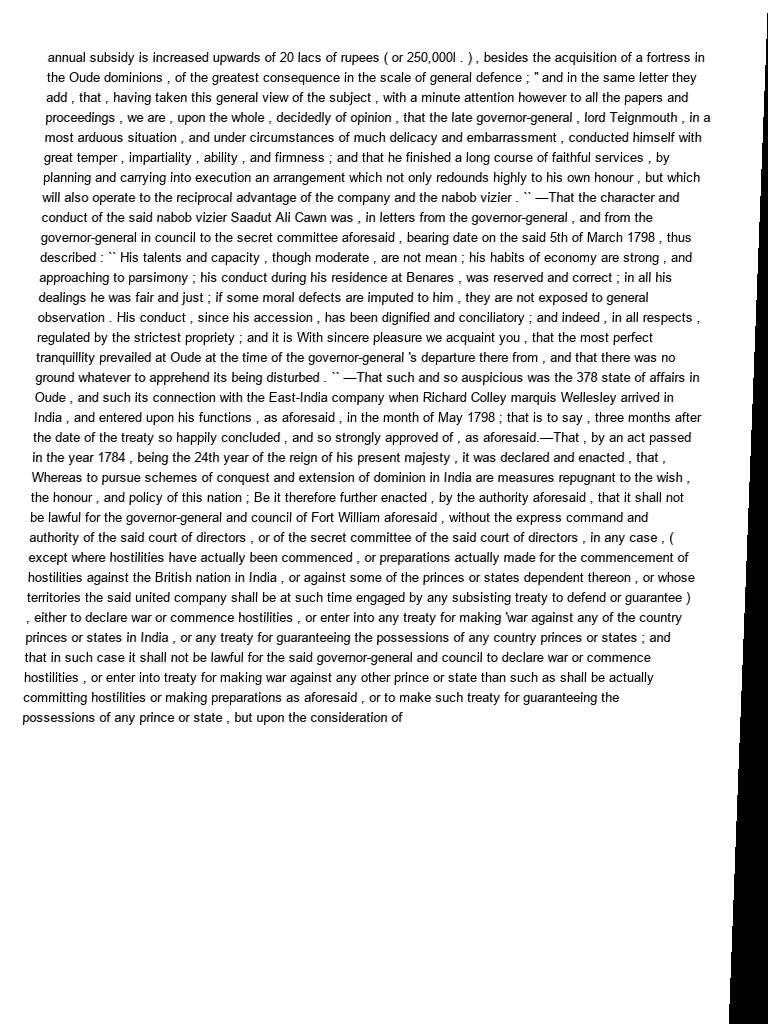 annual subsidy is increased upwards of 20 lacs of rupees ( or 250,000l . ) , besides the acquisition of a fortress in
the Oude dominions , of the greatest consequence in the scale of general defence ; " and in the same letter they
add , that , having taken this general view of the subject , with a minute attention however to all the papers and
proceedings , we are , upon the whole , decidedly of opinion , that the late governor-general , lord Teignmouth , in a
most arduous situation , and under circumstances of much delicacy and embarrassment , conducted himself with
great temper , impartiality , ability , and firmness ; and that he finished a long course of faithful services , by
planning and carrying into execution an arrangement which not only redounds highly to his own honour , but which
will also operate to the reciprocal advantage of the company and the nabob vizier . `` —That the character and
conduct of the said nabob vizier Saadut Ali Cawn was , in letters from the governor-general , and from the
governor-general in council to the secret committee aforesaid , bearing date on the said 5th of March 1798 , thus
described : `` His talents and capacity , though moderate , are not mean ; his habits of economy are strong , and
approaching to parsimony ; his conduct during his residence at Benares , was reserved and correct ; in all his
dealings he was fair and just ; if some moral defects are imputed to him , they are not exposed to general
observation . His conduct , since his accession , has been dignified and conciliatory ; and indeed , in all respects ,
regulated by the strictest propriety ; and it is With sincere pleasure we acquaint you , that the most perfect
tranquillity prevailed at Oude at the time of the governor-general 's departure there from , and that there was no
ground whatever to apprehend its being disturbed . `` —That such and so auspicious was the 378 state of affairs in
Oude , and such its connection with the East-India company when Richard Colley marquis Wellesley arrived in
India , and entered upon his functions , as aforesaid , in the month of May 1798 ; that is to say , three months after
the date of the treaty so happily concluded , and so strongly approved of , as aforesaid.—That , by an act passed
in the year 1784 , being the 24th year of the reign of his present majesty , it was declared and enacted , that ,
Whereas to pursue schemes of conquest and extension of dominion in India are measures repugnant to the wish ,
the honour , and policy of this nation ; Be it therefore further enacted , by the authority aforesaid , that it shall not
be lawful for the governor-general and council of Fort William aforesaid , without the express command and
authority of the said court of directors , or of the secret committee of the said court of directors , in any case , (
except where hostilities have actually been commenced , or preparations actually made for the commencement of
hostilities against the British nation in India , or against some of the princes or states dependent thereon , or whose
territories the said united company shall be at such time engaged by any subsisting treaty to defend or guarantee )
, either to declare war or commence hostilities , or enter into any treaty for making 'war against any of the country
princes or states in India , or any treaty for guaranteeing the possessions of any country princes or states ; and
that in such case it shall not be lawful for the said governor-general and council to declare war or commence
hostilities , or enter into treaty for making war against any other prince or state than such as shall be actually
committing hostilities or making preparations as aforesaid , or to make such treaty for guaranteeing the
possessions of any prince or state , but upon the consideration of